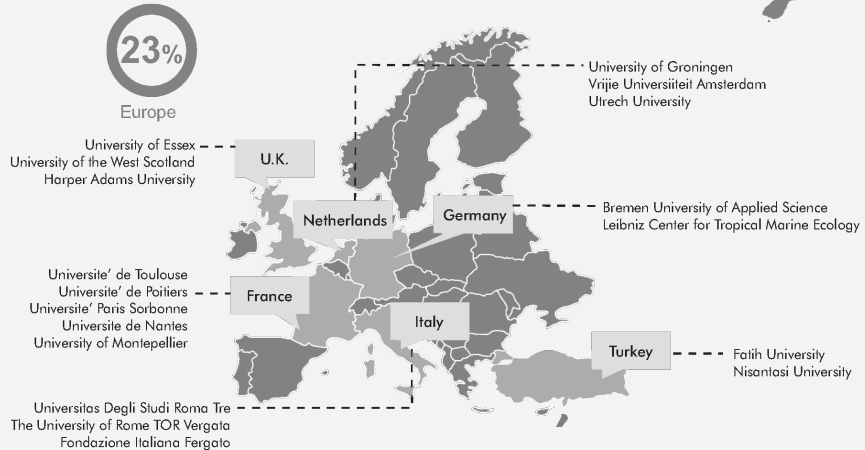 23%
Europe
University of Groningen
Vrijie Universiiteit Amsterdam
Utrech University
University of Essex
University of the West Scotland
Harper Adams University
U.K.
Netherlands
Germany
Bremen University of Applied Science
Leibniz Center for Tropical Marine Ecology
Universite' de Toulouse
Universite' de Poitiers
Universite' Paris Sorbonne
Universite de Nantes
University of Montepellier
France
Italy
Turkey
Fatih University
Nisantasi University
Universitas Degli Studi Roma Tre
The University of Rome TOR Vergata
Fondazione Italiana Fergato